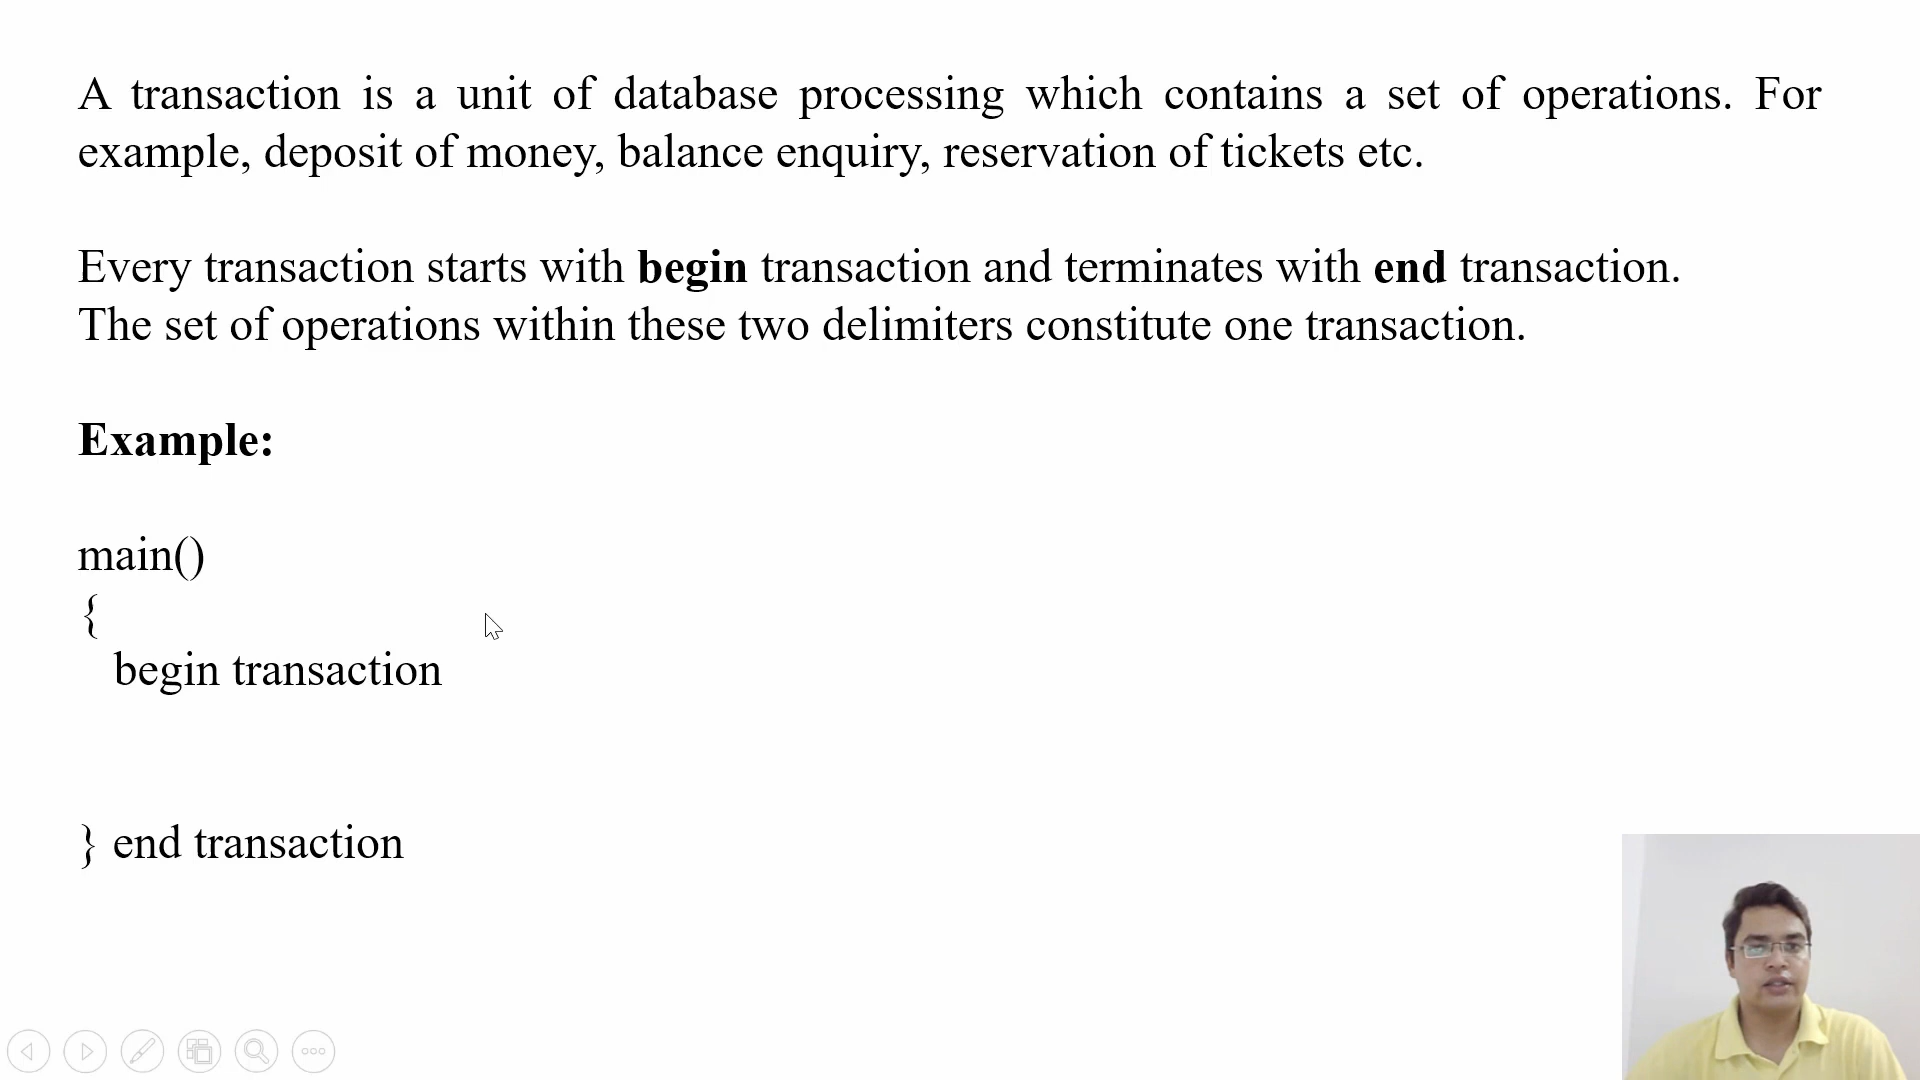 A transaction is a unit of database processing which contains a set of operations. For
example, deposit of money, balance enquiry, reservation of tickets etc.
Every transaction starts with begin transaction and terminates with end transaction.
The set of operations within these two delimiters constitute one transaction.
Example:
main()
{
begin transaction
} end transaction